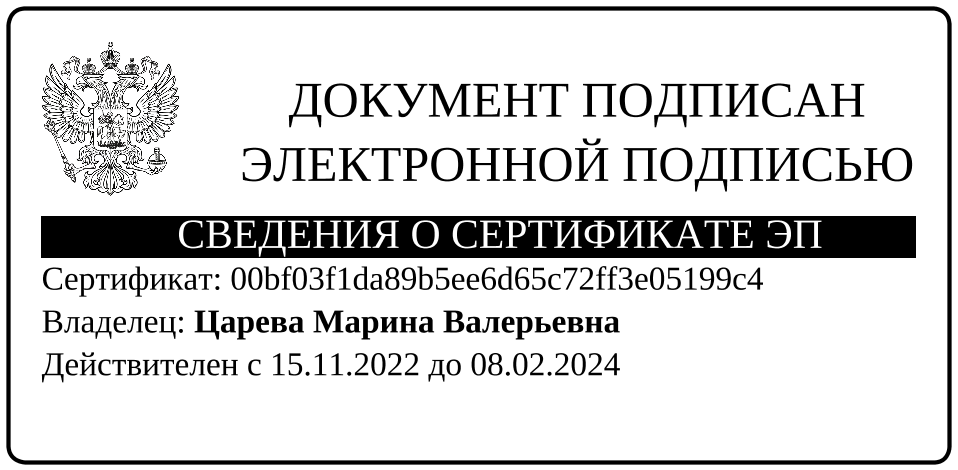 ДОКУМЕНТ ПОДПИСАН
ЭЛЕКТРОННОЙ ПОДПИСЬЮ
СВЕДЕНИЯ О СЕРТИФИКАТЕ ЭП
Сертификат: 00bf03f1da89b5ee6d65c72ff3e05199c4
Владелец: Царева Марина Валерьевна
Действителен с 15.11.2022 до 08.02.2024